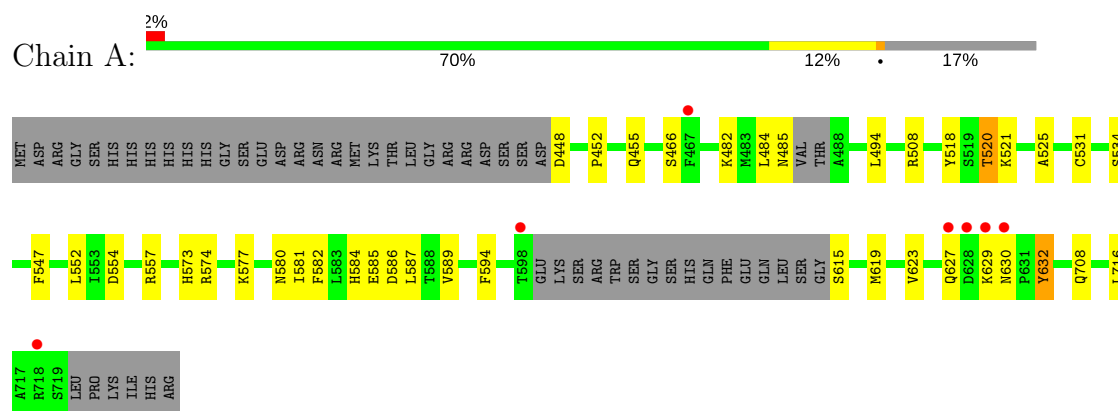 2%
Chain A:
70% 12% • 17%
MET ASP ARG GLY SER HIS HIS HIS HIS HIS HIS GLY SER GLU ASP ARG ASN ARG MET LYS THR LEU GLY ARG ARG ASP SER SER ASP D448 P452 Q455 S466 F467 K482 M483 L484 N485 VAL THR A488 L494 R508 Y518 S519 T520 K521 A525 C531 S534
F547 L552 I553 D554 R557 H573 R574 K577 N580 I581 F582 L583 H584 E585 D586 L587 T588 V589 F594 T598 GLU LYS SER ARG TRP SER GLY SER HIS GLN PHE GLU GLN LEU SER GLY S615 M619 V623 Q627 D628 K629 N630 P631 Y632 Q708 L716
A717 R718 S719 LEU PRO LYS ILE HIS ARG